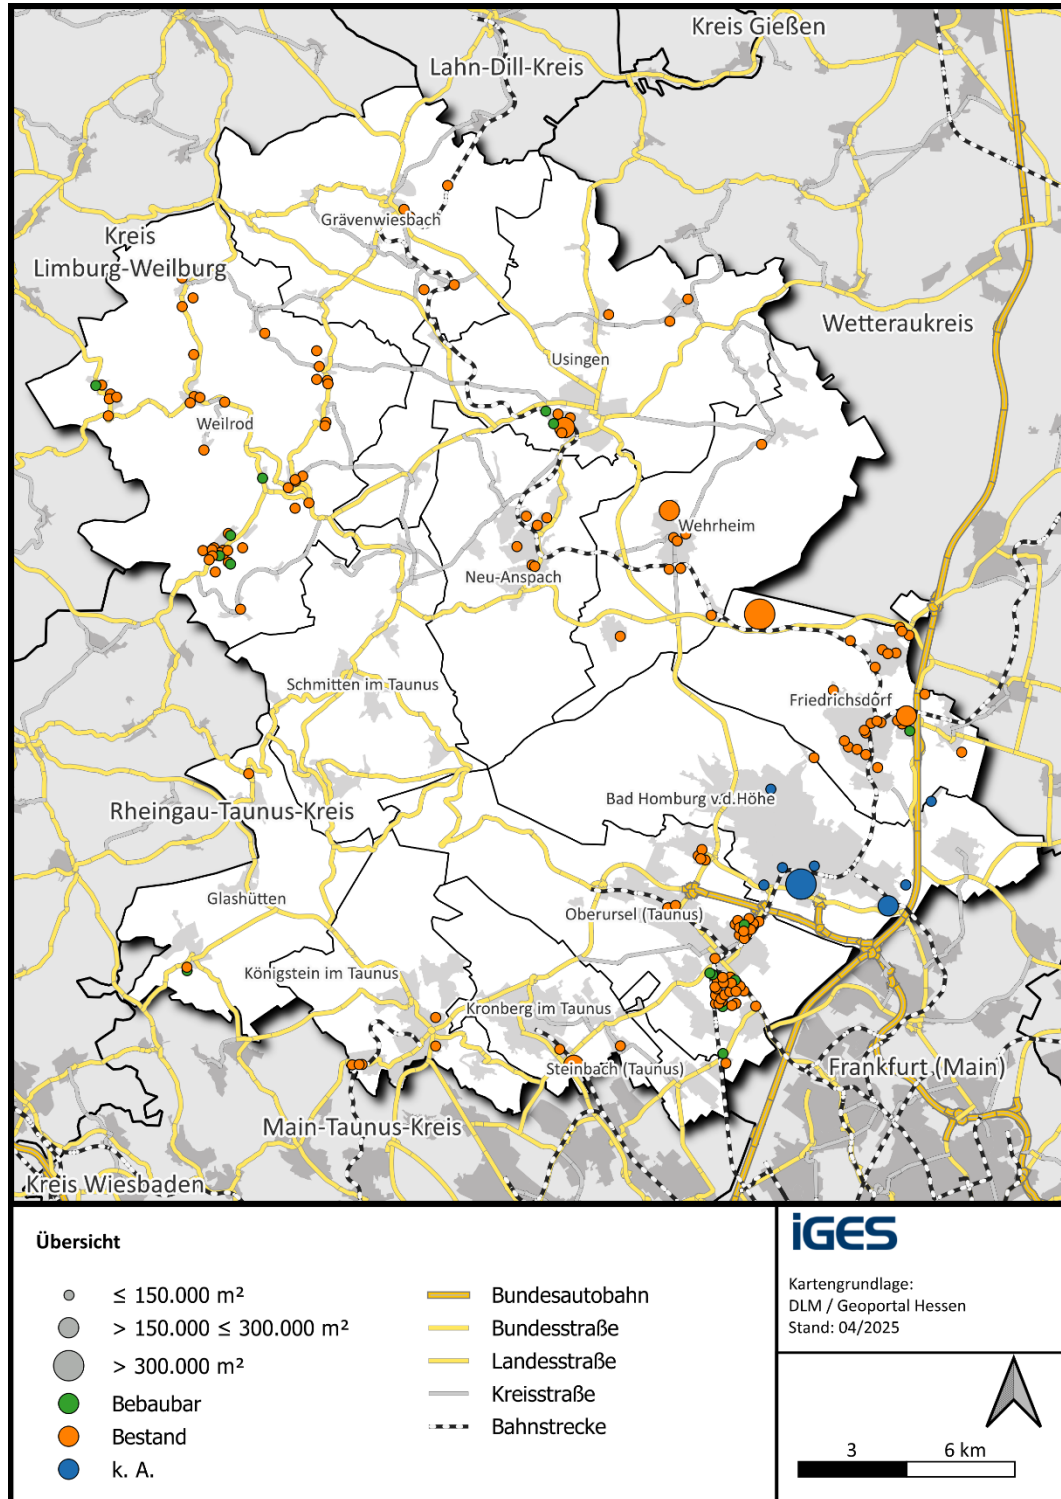 Kreis Gießen
Lahn-Dill-Kreis
Grävenwiesbach
Kreis
Limburg-Weilburg
Wetteraukreis
Usingen
Weilrod
Wehrheim
Neu-Anspach
Schmitten im Taunus
Friedrichsdorf
Rheingau-Taunus-Kreis
Bad Homburg v.d.Höhe
Glashütten
Oberursel (Taunus)
Königstein im Taunus
Kronberg im Taunus
Steinbach (Taunus)
Frankfurt (Main)
Main-Taunus-Kreis
Kreis Wiesbaden
Übersicht
≤ 150.000 m²
> 150.000 ≤ 300.000 m²
> 300.000 m²
Bebaubar
Bestand
k. A.
Bundesautobahn
Bundesstraße
Landesstraße
Kreisstraße
Bahnstrecke
iGES
Kartengrundlage:
DLM / Geoportal Hessen
Stand: 04/2025
3 6 km